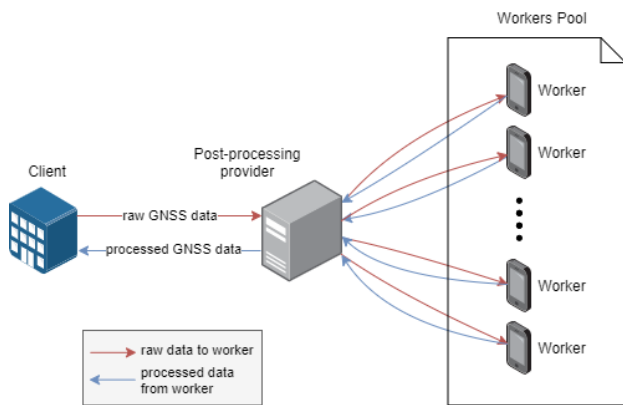 Workers Pool
Worker
Worker
Post-processing
provider
Client
raw GNSS data
processed GNSS data
Worker
Worker
raw data to worker
processed data
from worker